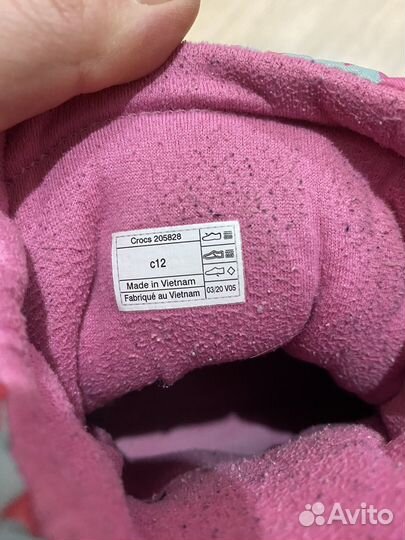 Crocs 205828
c12
Made in Vietnam
Fabriqué au Vietnam
03/20 V05
Avito